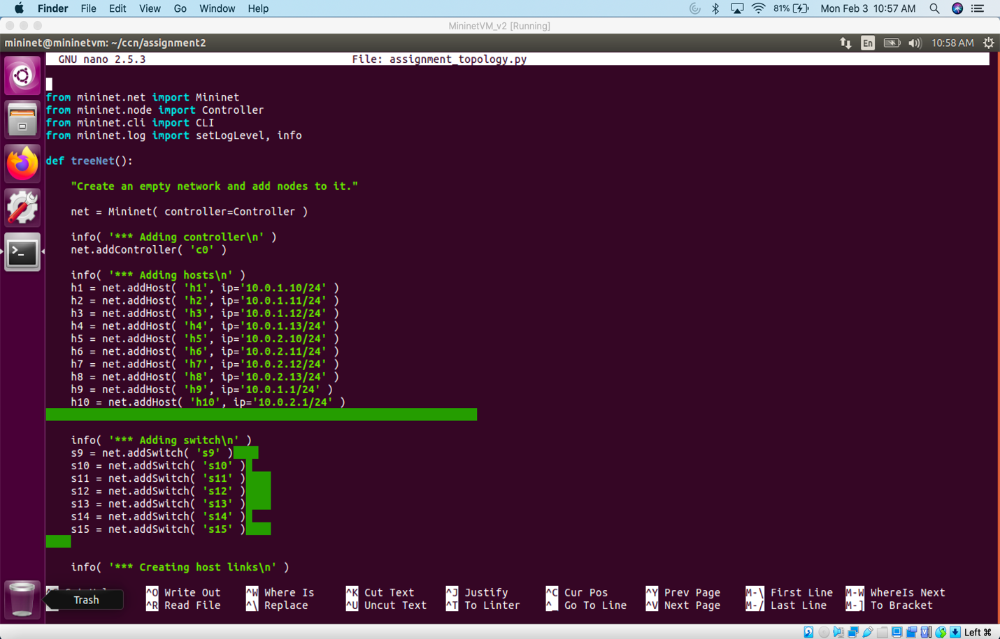 Finder File Edit View Go Window Help 81% Mon Feb 3 10:57 AM
MininetVM_v2 [Running]
mininet@mininetvm: ~/ccn/assignment2 En 10:58 AM
GNU nano 2.5.3 File: assignment_topology.py
from mininet.net import Mininet
from mininet.node import Controller
from mininet.cli import CLI
from mininet.log import setLogLevel, info
def treeNet():
"Create an empty network and add nodes to it."
net = Mininet( controller=Controller )
info( '*** Adding controller\n' )
net.addController( 'c0' )
info( '*** Adding hosts\n' )
h1 = net.addHost( 'h1', ip='10.0.1.10/24' )
h2 = net.addHost( 'h2', ip='10.0.1.11/24' )
h3 = net.addHost( 'h3', ip='10.0.1.12/24' )
h4 = net.addHost( 'h4', ip='10.0.1.13/24' )
h5 = net.addHost( 'h5', ip='10.0.2.10/24' )
h6 = net.addHost( 'h6', ip='10.0.2.11/24' )
h7 = net.addHost( 'h7', ip='10.0.2.12/24' )
h8 = net.addHost( 'h8', ip='10.0.2.13/24' )
h9 = net.addHost( 'h9', ip='10.0.1.1/24' )
h10 = net.addHost( 'h10', ip='10.0.2.1/24' )
info( '*** Adding switch\n' )
s9 = net.addSwitch( 's9' )
s10 = net.addSwitch( 's10' )
s11 = net.addSwitch( 's11' )
s12 = net.addSwitch( 's12' )
s13 = net.addSwitch( 's13' )
s14 = net.addSwitch( 's14' )
s15 = net.addSwitch( 's15' )
info( '*** Creating host links\n' )
^O Write Out ^W Where Is ^K Cut Text ^J Justify ^C Cur Pos ^Y Prev Page M-\ First Line M-W WhereIs Next
Trash ^R Read File ^\ Replace ^U Uncut Text ^T To Linter ^_ Go To Line ^V Next Page M-/ Last Line M-] To Bracket
Left ⌘